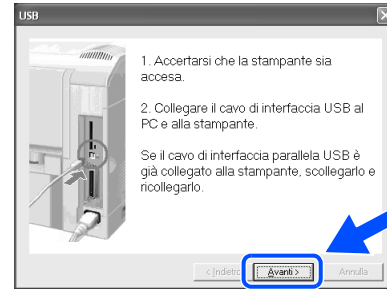 USB
1. Accertarsi che la stampante sia
accesa.
2. Collegare il cavo di interfaccia USB al
PC e alla stampante.
Se il cavo di interfaccia parallela USB è
già collegato alla stampante, scollegarlo e
ricollegarlo.
< Indietro
Avanti >
Annulla